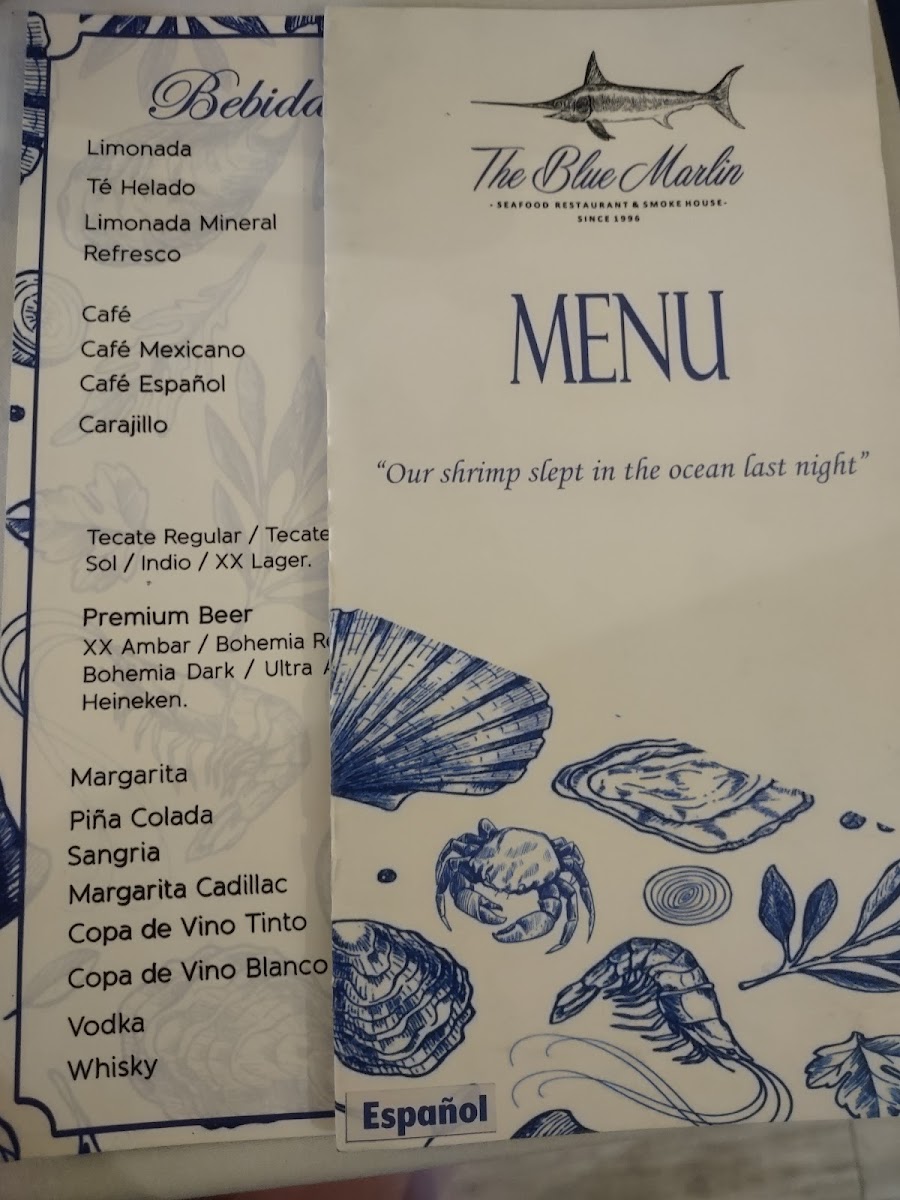 Limonada
Té Helado
Limonada Mineral
Refresco
Café
Café Mexicano
Café Español
Carajillo
Tecate Regular / Tecate
Sol / Indio / XX Lager.
Premium Beer
XX Ambar / Bohemia
Bohemia Dark / Ultra
Heineken.
Margarita
Piña Colada
Sangria
Margarita Cadillac
Copa de Vino Tinto
Copa de Vino Blanco
Vodka
Whisky
The Blue Marlin
- SEAFOOD RESTAURANT & SMOKE HOUSE-
SINCE 1996
MENU
“Our shrimp slept in the ocean last night”
Español